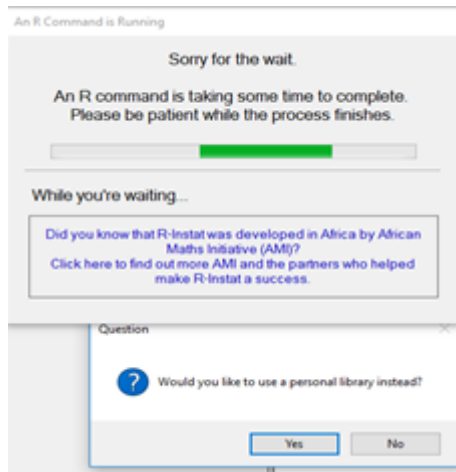 An R Command is Running
Sorry for the wait.
An R command is taking some time to complete.
Please be patient while the process finishes.
While you're waiting...
Did you know that R-Instat was developed in Africa by African
Maths Initiative (AMI)?
Click here to find out more AMI and the partners who helped
make R-Instat a success.
Question
Would you like to use a personal library instead?
Yes
No